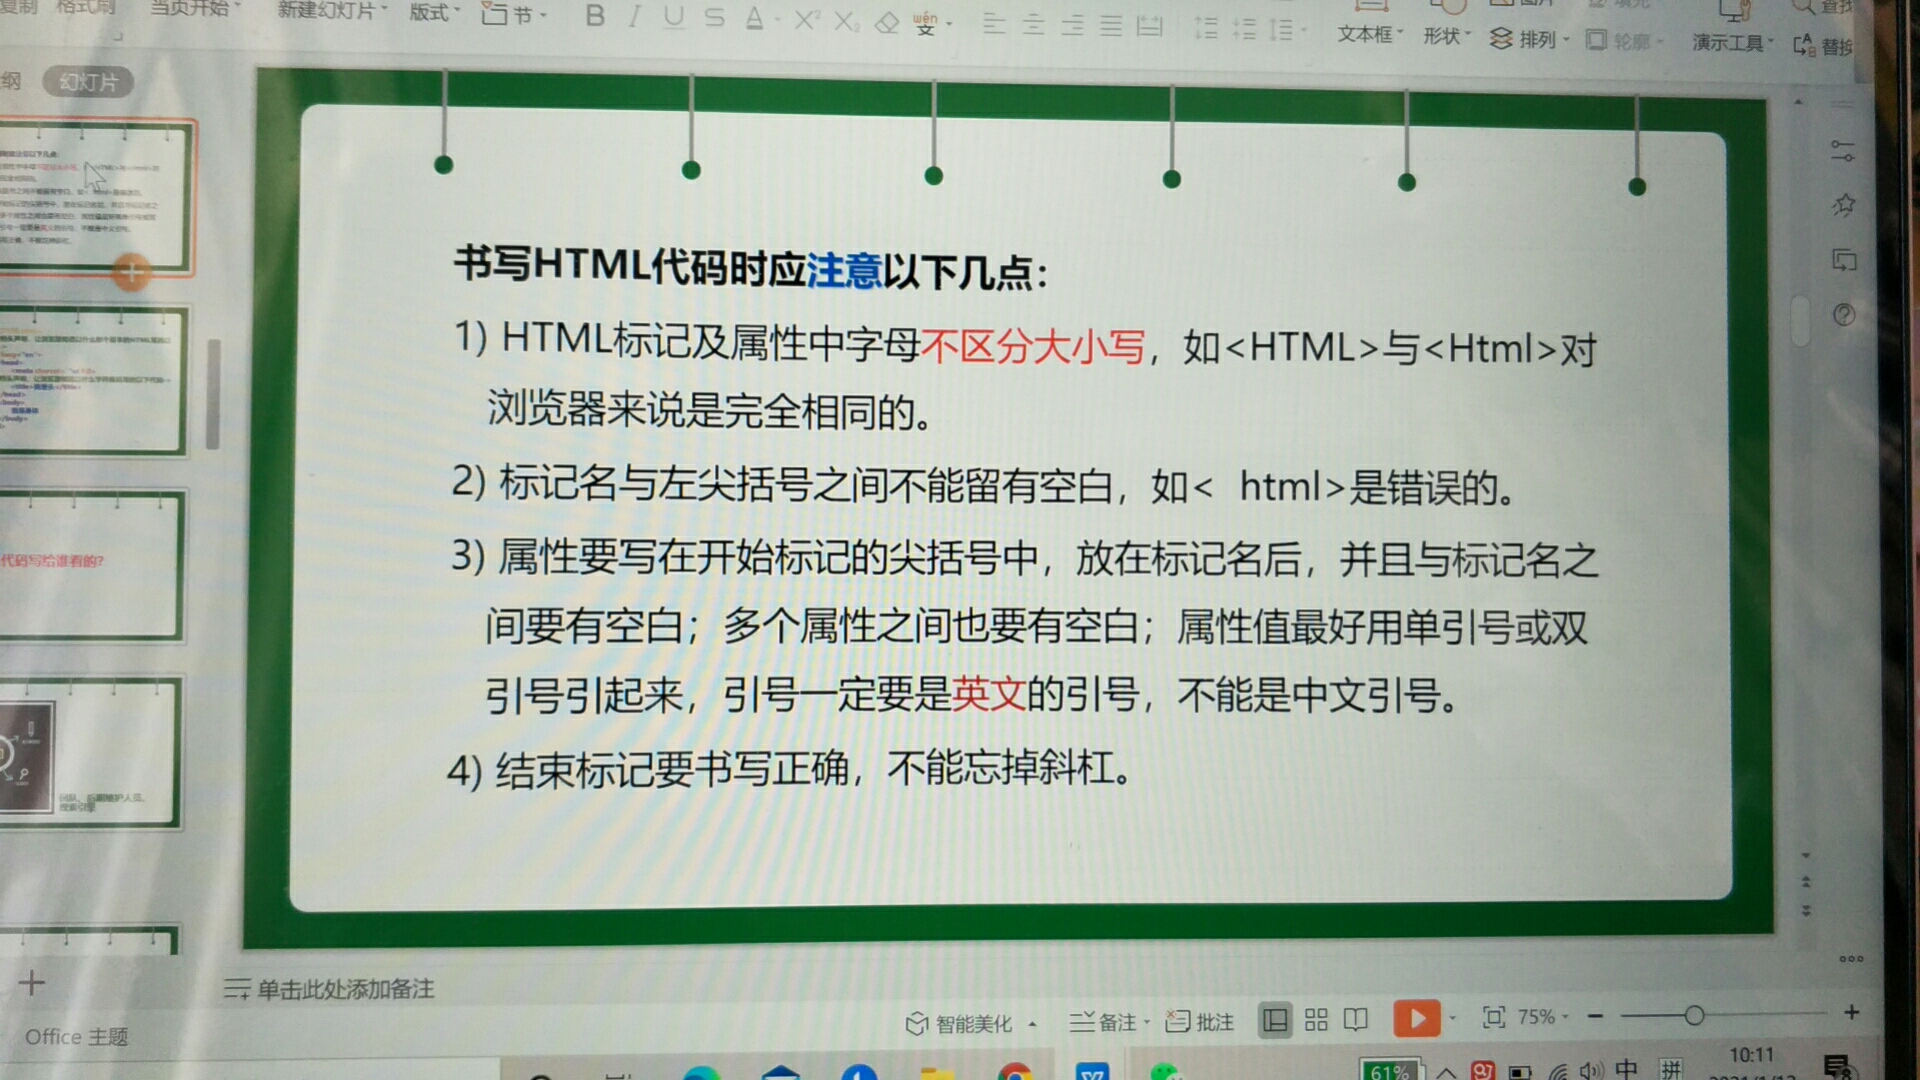 复制 格式刷 当页开始 新建幻灯片 版式 节 B I U S A X² X₂ wén 文 文本框 形状 图片 排列 填充 轮廓 演示工具 查找 替换
纲 幻灯片
书写HTML代码时应注意以下几点：
1) HTML标记及属性中字母不区分大小写，如<HTML>与<Html>对
浏览器来说是完全相同的。
2) 标记名与左尖括号之间不能留有空白，如< html>是错误的。
3) 属性要写在开始标记的尖括号中，放在标记名后，并且与标记名之
间要有空白；多个属性之间也要有空白；属性值最好用单引号或双
引号引起来，引号一定要是英文的引号，不能是中文引号。
4) 结束标记要书写正确，不能忘掉斜杠。
代码写给谁看的?
单击此处添加备注
Office 主题
智能美化 备注 批注 75%
61% 中 拼 10:11